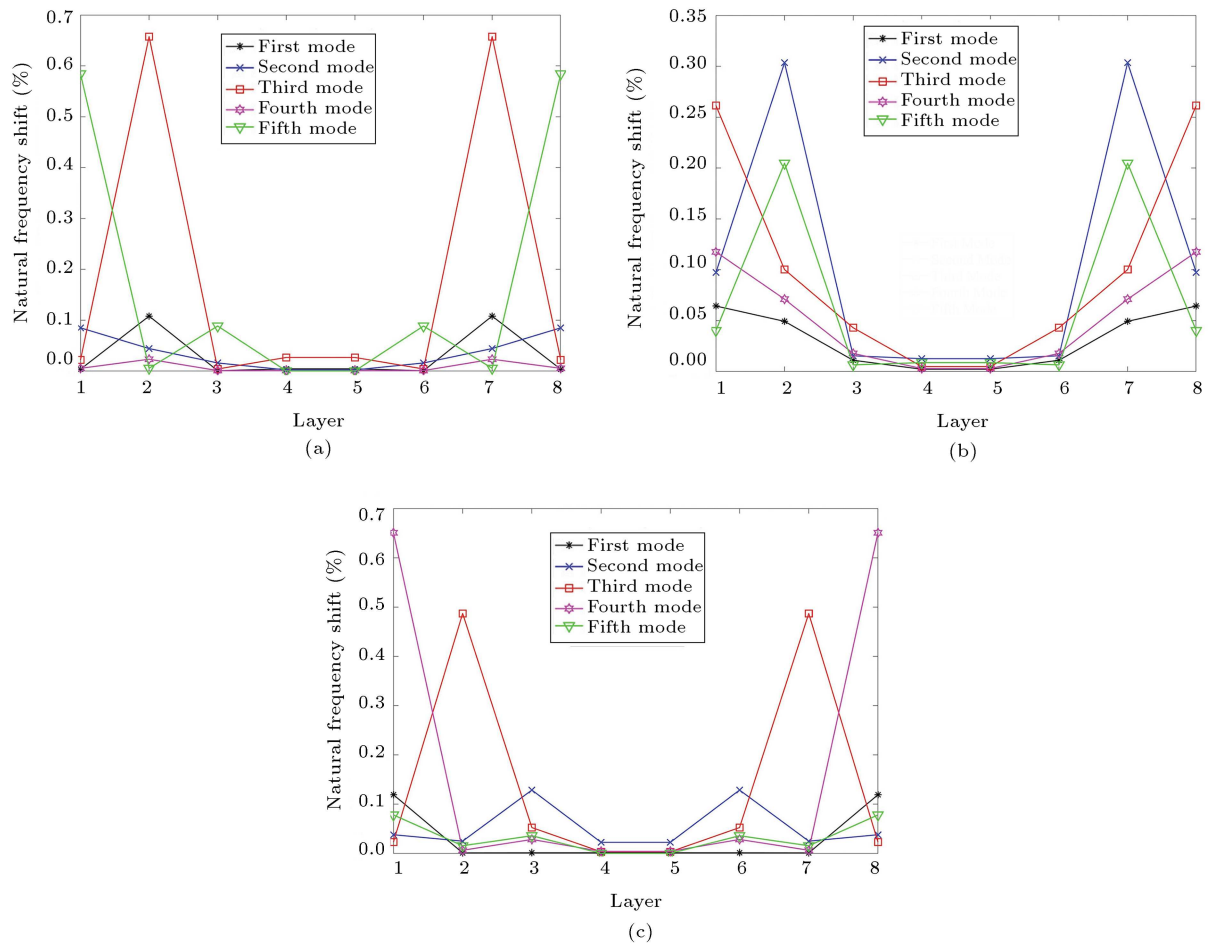 0.7
0.6
0.5
0.4
0.3
0.2
0.1
0.0
Natural frequency shift (%)
First mode
Second mode
Third mode
Fourth mode
Fifth mode
1 2 3 4 5 6 7 8
Layer
(a)
0.35
0.30
0.25
0.20
0.15
0.10
0.05
0.00
Natural frequency shift (%)
First mode
Second mode
Third mode
Fourth mode
Fifth mode
1 2 3 4 5 6 7 8
Layer
(b)
0.7
0.6
0.5
0.4
0.3
0.2
0.1
0.0
Natural frequency shift (%)
First mode
Second mode
Third mode
Fourth mode
Fifth mode
1 2 3 4 5 6 7 8
Layer
(c)